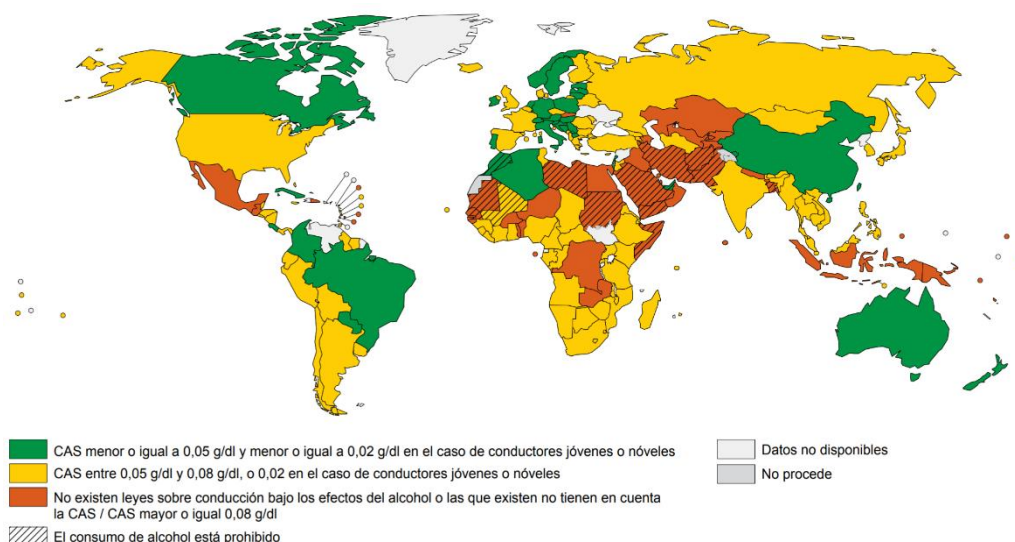 CAS menor o igual a 0,05 g/dl y menor o igual a 0,02 g/dl en el caso de conductores jóvenes o nóveles
CAS entre 0,05 g/dl y 0,08 g/dl, o 0,02 en el caso de conductores jóvenes o nóveles
No existen leyes sobre conducción bajo los efectos del alcohol o las que existen no tienen en cuenta
la CAS / CAS mayor o igual 0,08 g/dl
El consumo de alcohol está prohibido
Datos no disponibles
No procede